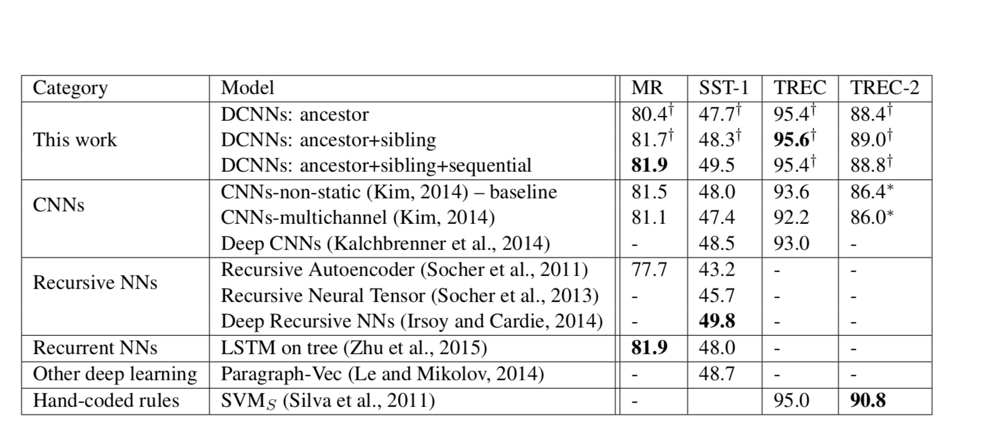 Category Model MR SST-1 TREC TREC-2
DCNNs: ancestor 80.4† 47.7† 95.4† 88.4†
This work DCNNs: ancestor+sibling 81.7† 48.3† 95.6† 89.0†
DCNNs: ancestor+sibling+sequential 81.9 49.5 95.4† 88.8†
CNNs-non-static (Kim, 2014) – baseline 81.5 48.0 93.6 86.4*
CNNs
CNNs-multichannel (Kim, 2014) 81.1 47.4 92.2 86.0*
Deep CNNs (Kalchbrenner et al., 2014) - 48.5 93.0 -
Recursive Autoencoder (Socher et al., 2011) 77.7 43.2 - -
Recursive NNs
Recursive Neural Tensor (Socher et al., 2013) - 45.7 - -
Deep Recursive NNs (Irsoy and Cardie, 2014) - 49.8 - -
Recurrent NNs LSTM on tree (Zhu et al., 2015) 81.9 48.0 - -
Other deep learning Paragraph-Vec (Le and Mikolov, 2014) - 48.7 - -
Hand-coded rules SVMS (Silva et al., 2011) - 95.0 90.8